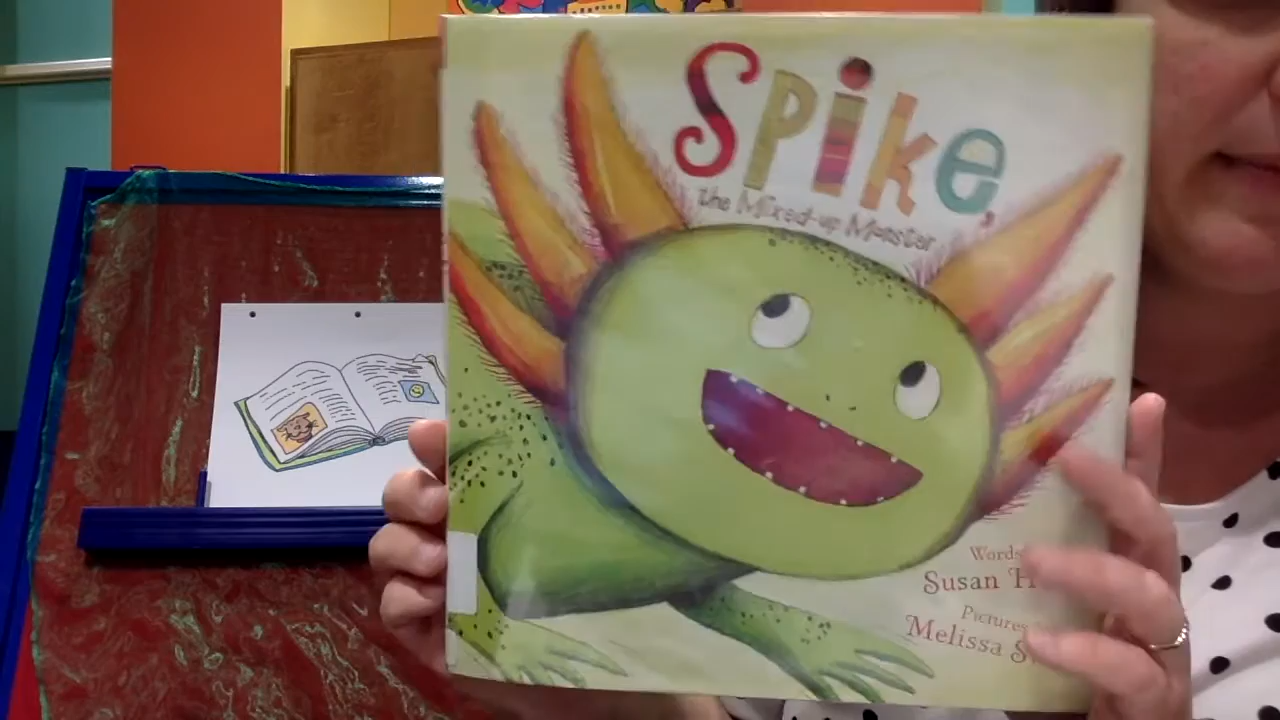 Spike,
the Mixed-up Monster
Words
Susan
Pictures
Melissa